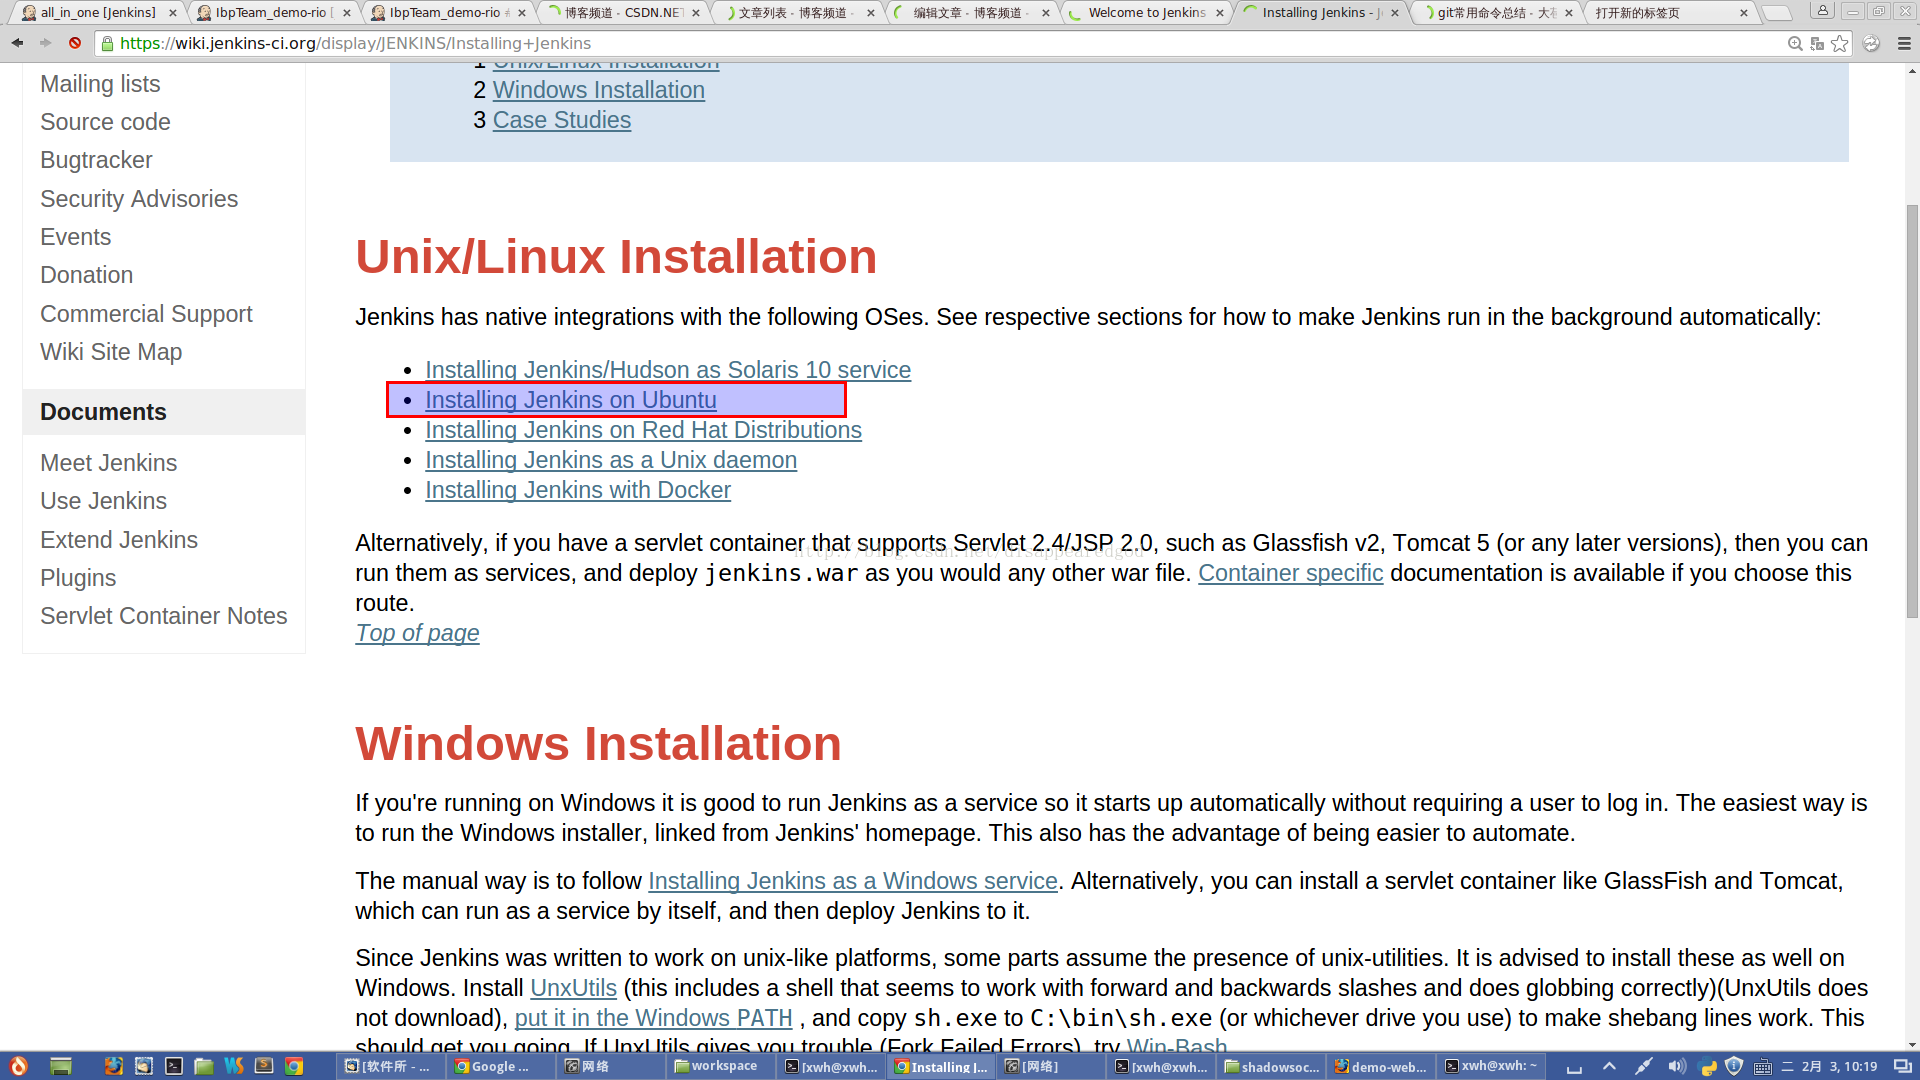 all_in_one [Jenkins]
IbpTeam_demo-rio [
IbpTeam_demo-rio #
博客频道 - CSDN.NET
文章列表 - 博客频道 -
编辑文章 - 博客频道 -
Welcome to Jenkins
Installing Jenkins - J
git常用命令总结 - 大
打开新的标签页
https://wiki.jenkins-ci.org/display/JENKINS/Installing+Jenkins
Mailing lists
Source code
Bugtracker
Security Advisories
Events
Donation
Commercial Support
Wiki Site Map
Documents
Meet Jenkins
Use Jenkins
Extend Jenkins
Plugins
Servlet Container Notes
1 Unix/Linux Installation
2 Windows Installation
3 Case Studies
Unix/Linux Installation
Jenkins has native integrations with the following OSes. See respective sections for how to make Jenkins run in the background automatically:
• Installing Jenkins/Hudson as Solaris 10 service
• Installing Jenkins on Ubuntu
• Installing Jenkins on Red Hat Distributions
• Installing Jenkins as a Unix daemon
• Installing Jenkins with Docker
Alternatively, if you have a servlet container that supports Servlet 2.4/JSP 2.0, such as Glassfish v2, Tomcat 5 (or any later versions), then you can
run them as services, and deploy jenkins.war as you would any other war file. Container specific documentation is available if you choose this
route.
Top of page
http://blog.csdn.net/disappearedgod
Windows Installation
If you're running on Windows it is good to run Jenkins as a service so it starts up automatically without requiring a user to log in. The easiest way is
to run the Windows installer, linked from Jenkins' homepage. This also has the advantage of being easier to automate.
The manual way is to follow Installing Jenkins as a Windows service. Alternatively, you can install a servlet container like GlassFish and Tomcat,
which can run as a service by itself, and then deploy Jenkins to it.
Since Jenkins was written to work on unix-like platforms, some parts assume the presence of unix-utilities. It is advised to install these as well on
Windows. Install UnxUtils (this includes a shell that seems to work with forward and backwards slashes and does globbing correctly)(UnxUtils does
not download), put it in the Windows PATH , and copy sh.exe to C:\bin\sh.exe (or whichever drive you use) to make shebang lines work. This
should get you going. If UnxUtils gives you trouble (Fork Failed Errors), try Win-Bash
[软件所 - ...
Google ...
网络
workspace
[xwh@xwh...
Installing J...
[网络]
[xwh@xwh...
shadowsoc...
demo-web...
xwh@xwh: ~
二 2月 3, 10:19